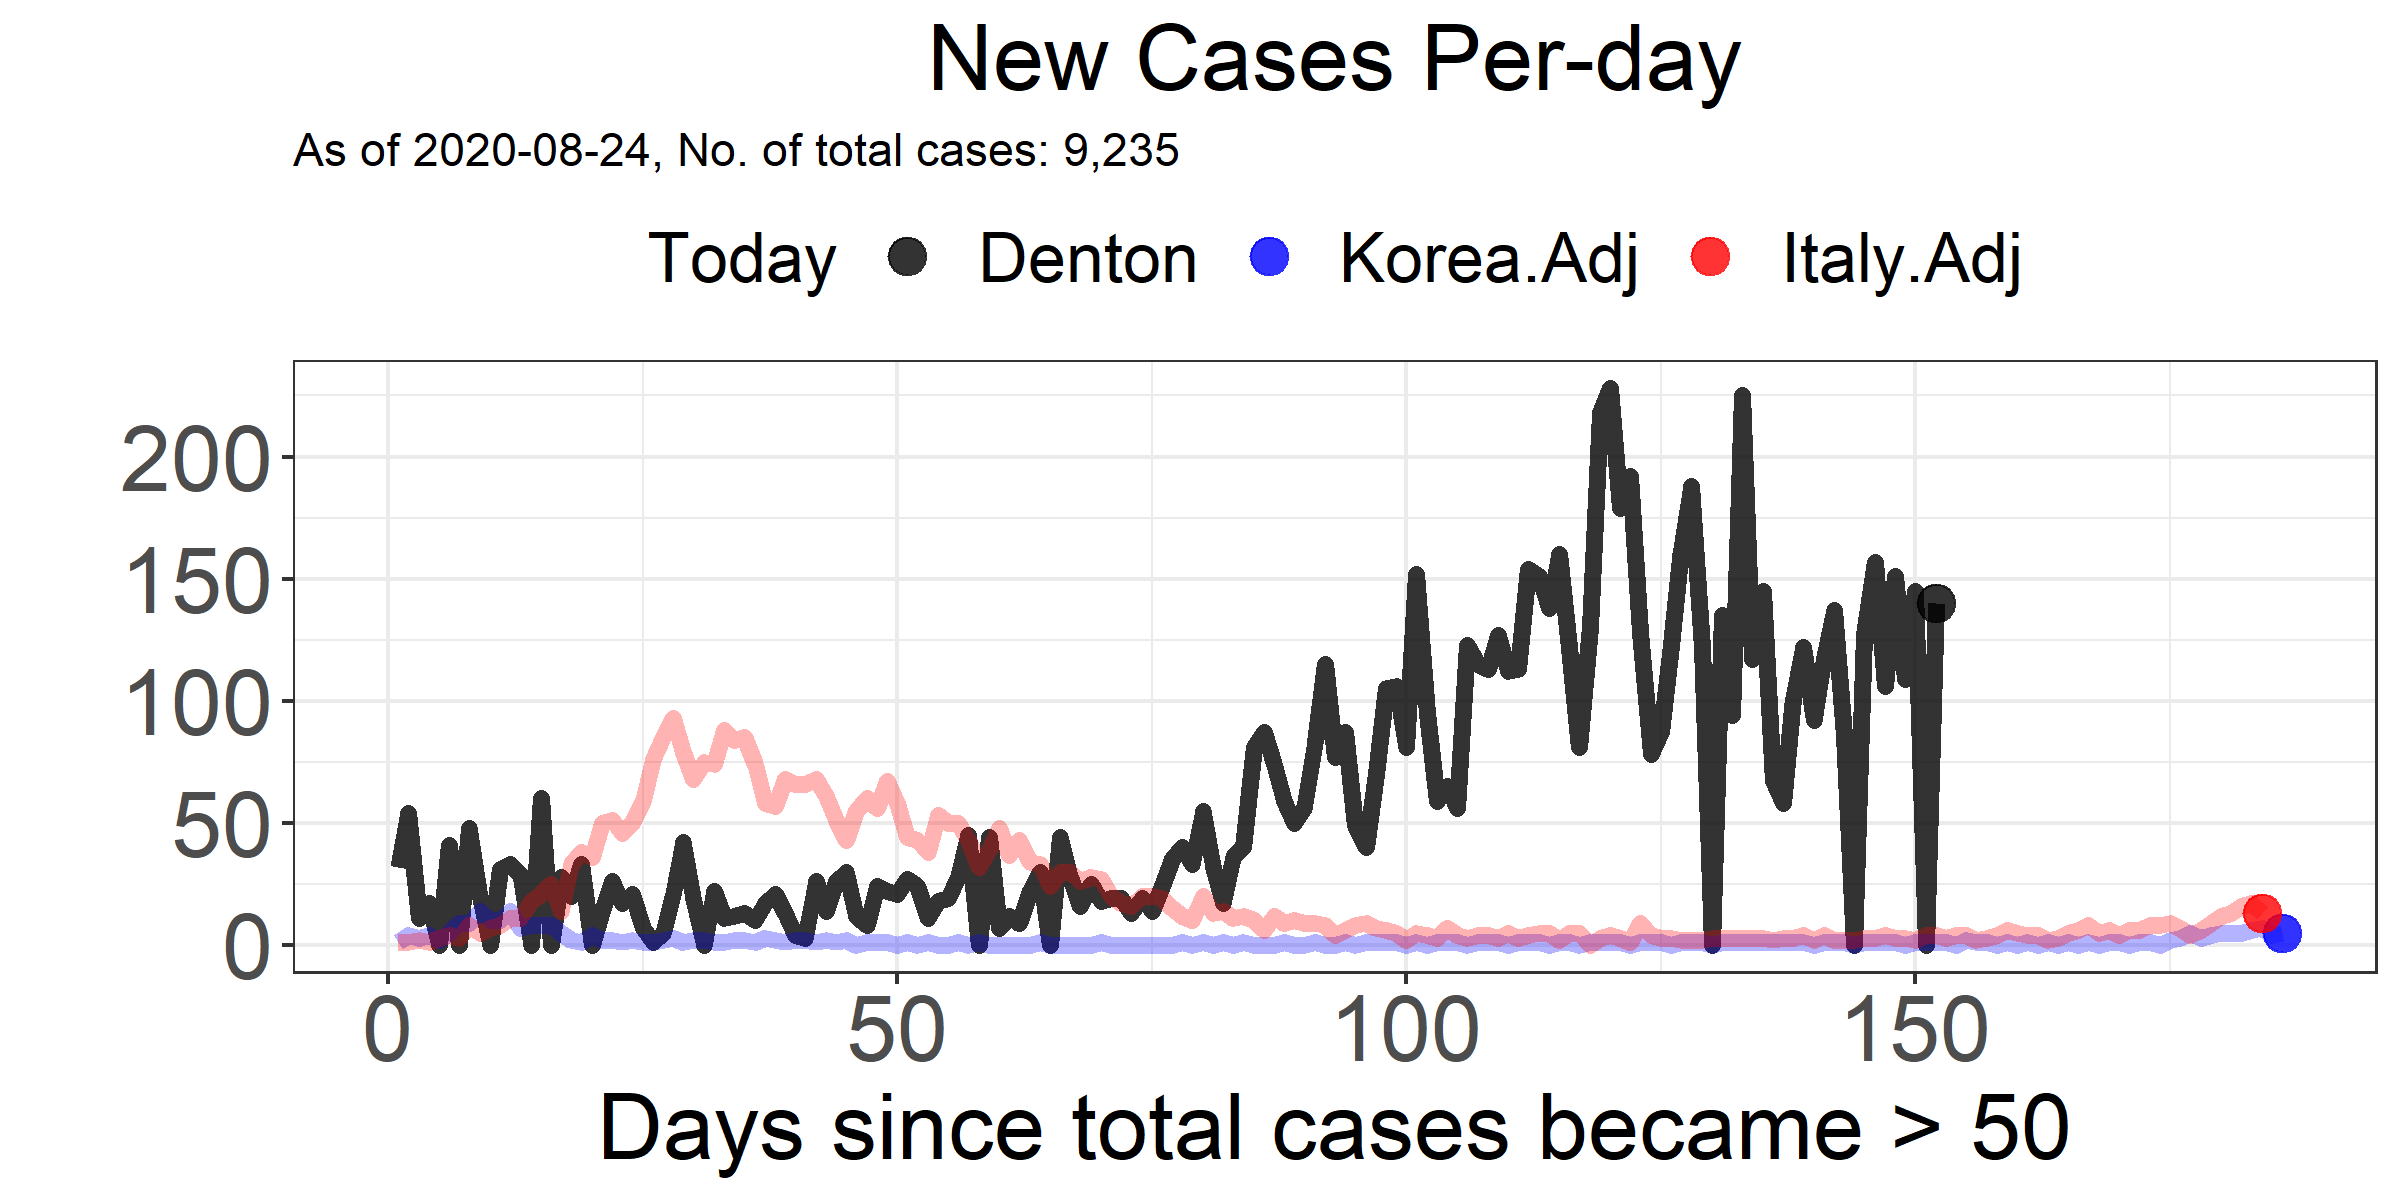 New Cases Per-day
As of 2020-08-24, No. of total cases: 9,235
Today Denton Korea.Adj Italy.Adj
200
150
100
50
0
0 50 100 150
Days since total cases became > 50